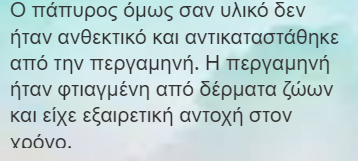 Ο πάπυρος όμως σαν υλικό δεν
ήταν ανθεκτικό και αντικαταστάθηκε
από την περγαμηνή. Η περγαμηνή
ήταν φτιαγμένη από δέρματα ζώων
και είχε εξαιρετική αντοχή στον
χρόνο.